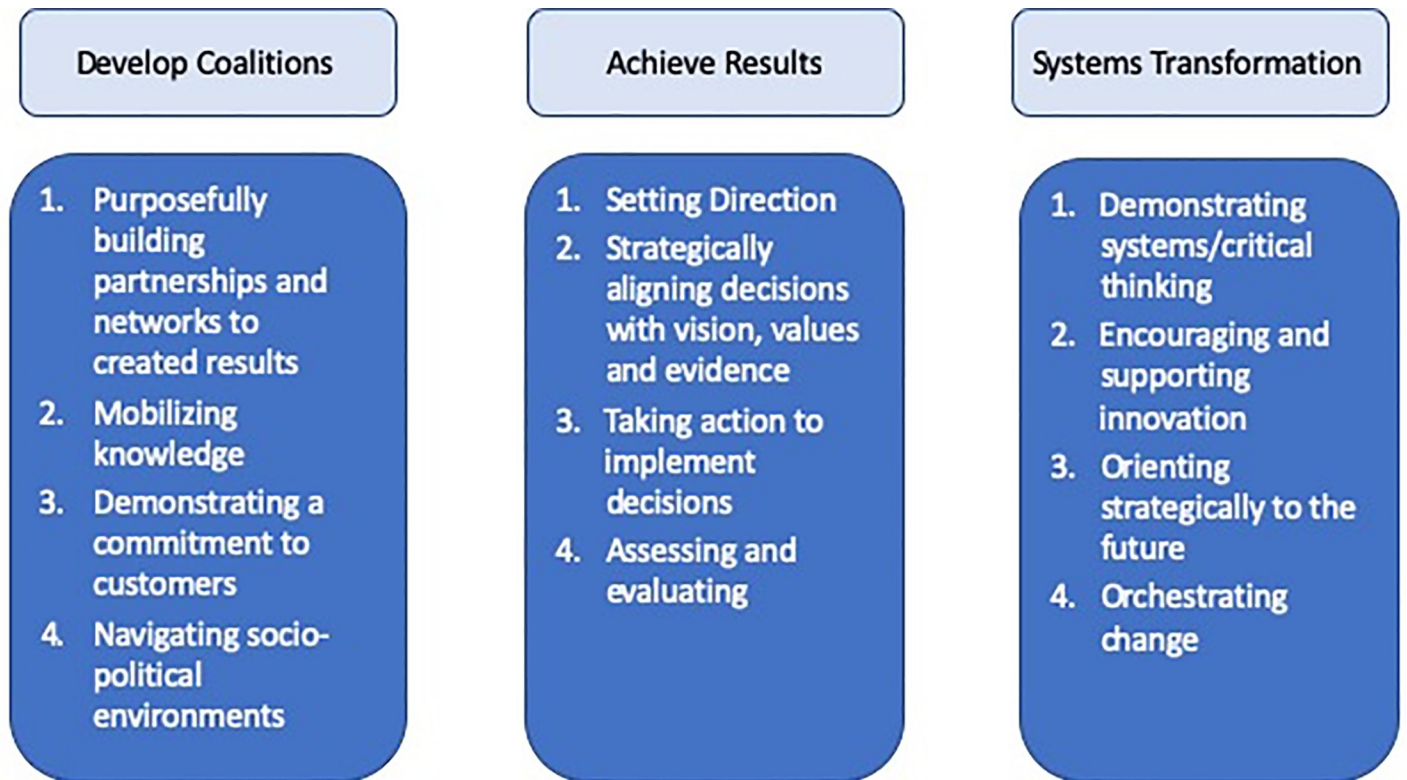 Develop Coalitions
1. Purposefully
building
partnerships and
networks to
created results
2. Mobilizing
knowledge
3. Demonstrating a
commitment to
customers
4. Navigating socio-
political
environments
Achieve Results
1. Setting Direction
2. Strategically
aligning decisions
with vision, values
and evidence
3. Taking action to
implement
decisions
4. Assessing and
evaluating
Systems Transformation
1. Demonstrating
systems/critical
thinking
2. Encouraging and
supporting
innovation
3. Orienting
strategically to the
future
4. Orchestrating
change